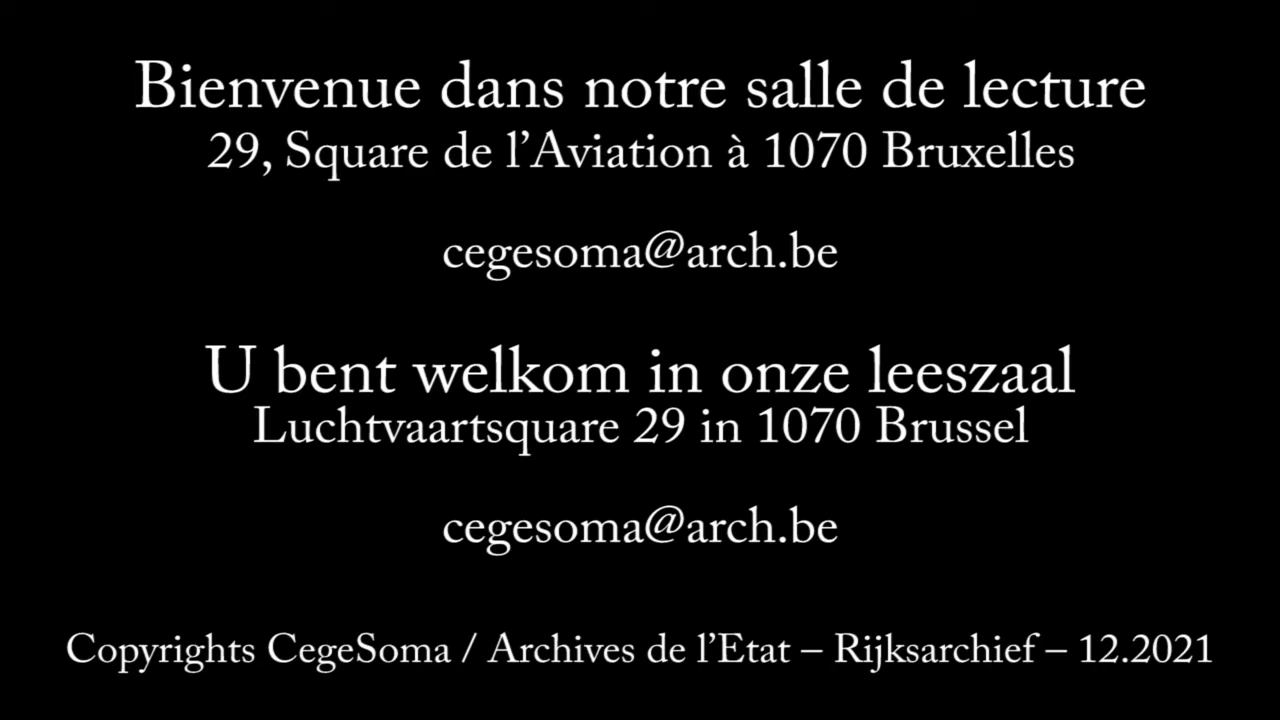 Bienvenue dans notre salle de lecture
29, Square de l’Aviation à 1070 Bruxelles
cegesoma@arch.be
U bent welkom in onze leeszaal
Luchtvaartsquare 29 in 1070 Brussel
cegesoma@arch.be
Copyrights CegeSoma / Archives de l’Etat – Rijksarchief – 12.2021